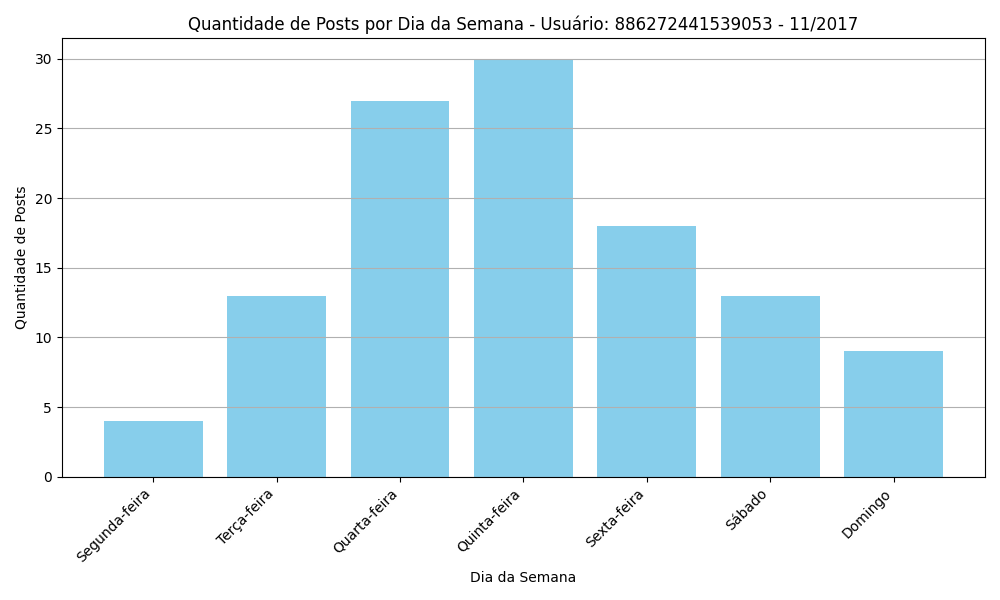 Quantidade de Posts por Dia da Semana - Usuário: 886272441539053 - 11/2017
Quantidade de Posts
30
25
20
15
10
5
0
Segunda-feira
Terça-feira
Quarta-feira
Quinta-feira
Sexta-feira
Sábado
Domingo
Dia da Semana